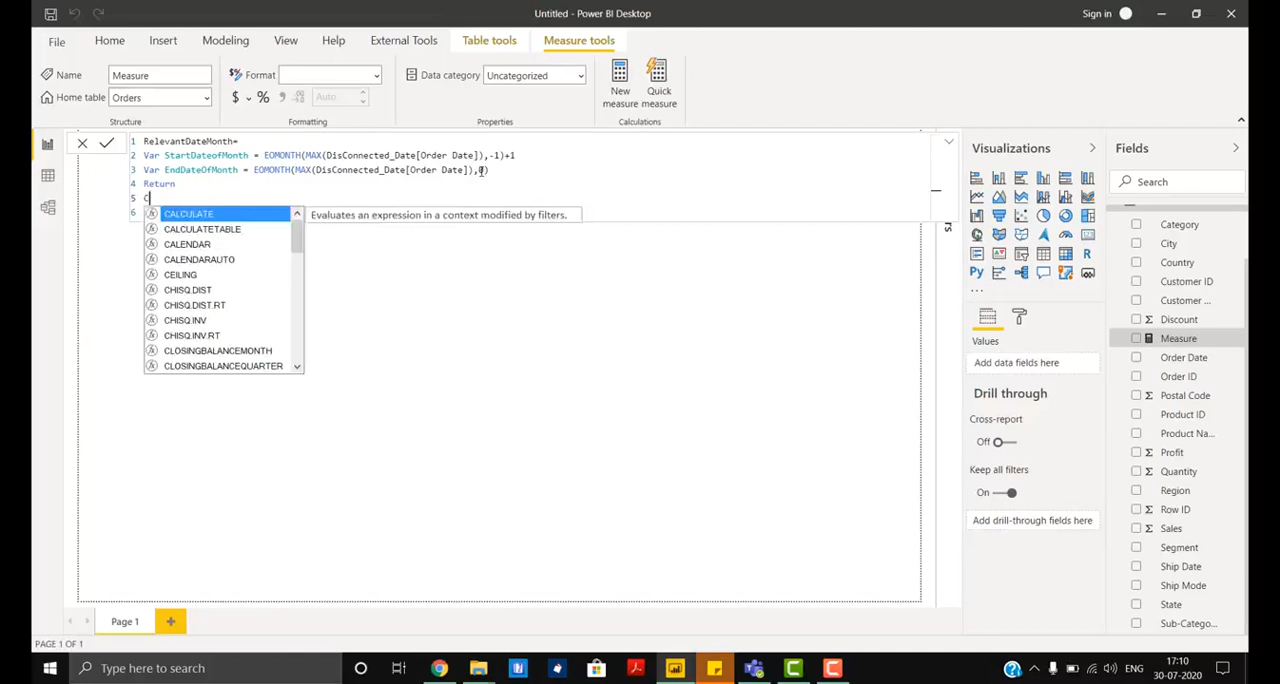 Untitled - Power BI Desktop
Sign in
File Home Insert Modeling View Help External Tools Table tools Measure tools
Name Measure
Home table Orders
Structure
Format
$ % Auto
Formatting
Data category Uncategorized
Properties
New measure
Quick measure
Calculations
1 RelevantDateMonth=
2 Var StartDateofMonth = EOMONTH(MAX(DisConnected_Date[Order Date]),-1)+1
3 Var EndDateOfMonth = EOMONTH(MAX(DisConnected_Date[Order Date]),0)
4 Return
5 C
6
CALCULATE
Evaluates an expression in a context modified by filters.
CALCULATETABLE
CALENDAR
CALENDARAUTO
CEILING
CHISQ.DIST
CHISQ.DIST.RT
CHISQ.INV
CHISQ.INV.RT
CLOSINGBALANCEMONTH
CLOSINGBALANCEQUARTER
Visualizations
R
Py
...
Values
Add data fields here
Drill through
Cross-report
Off
Keep all filters
On
Add drill-through fields here
Fields
Search
Category
City
Country
Customer ID
Customer ...
Discount
Measure
Order Date
Order ID
Postal Code
Product ID
Product Na...
Profit
Quantity
Region
Row ID
Sales
Segment
Ship Date
Ship Mode
State
Sub-Catego...
Page 1
PAGE 1 OF 1
Type here to search
ENG
17:10
30-07-2020